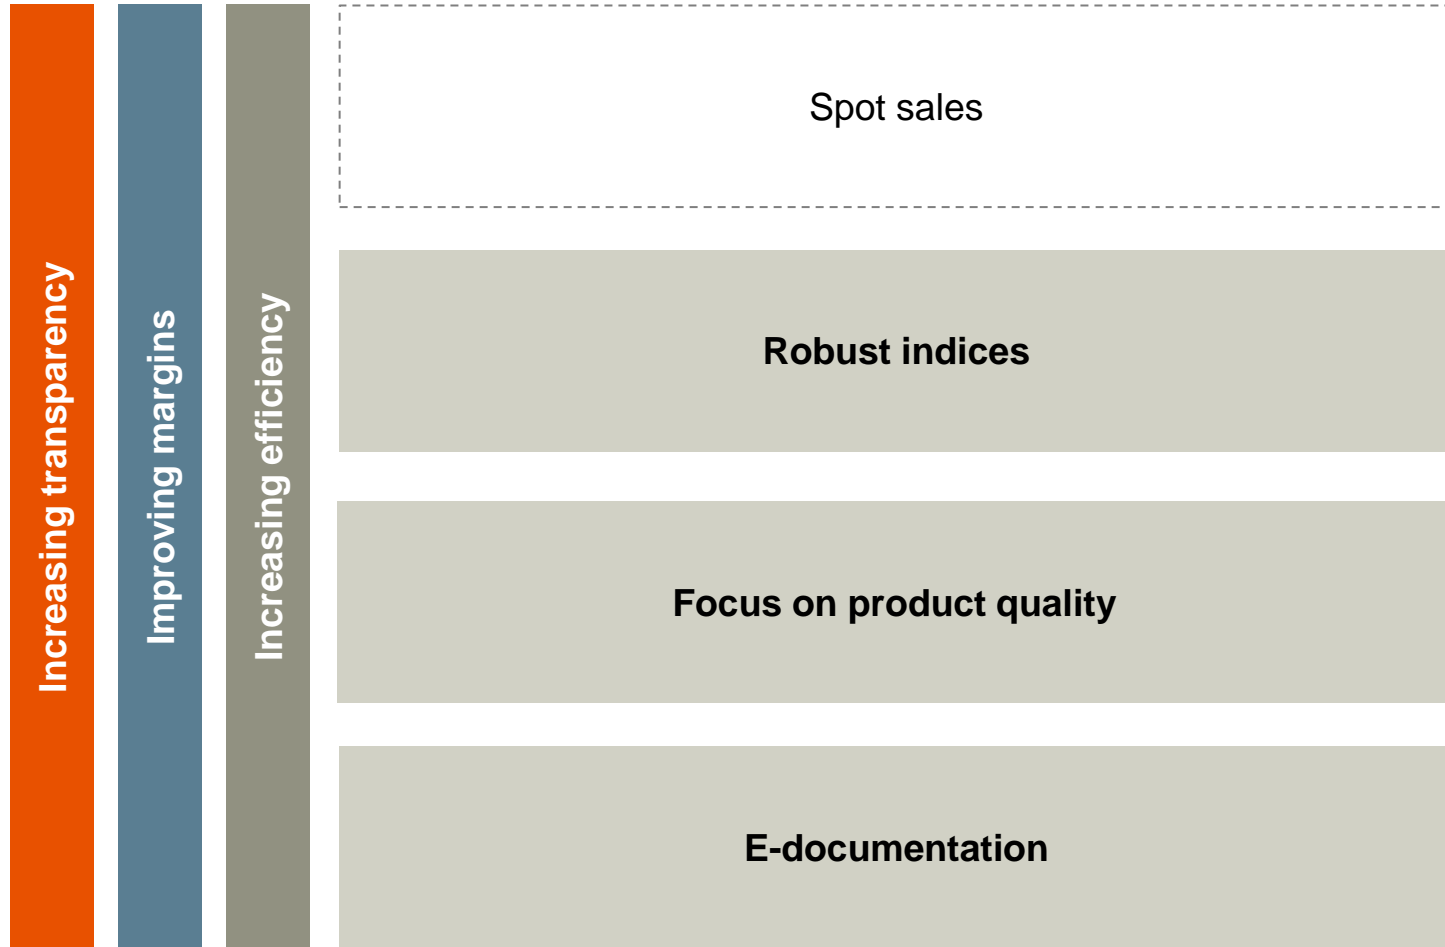 Increasing transparency
Improving margins
Increasing efficiency
Spot sales
Robust indices
Focus on product quality
E-documentation